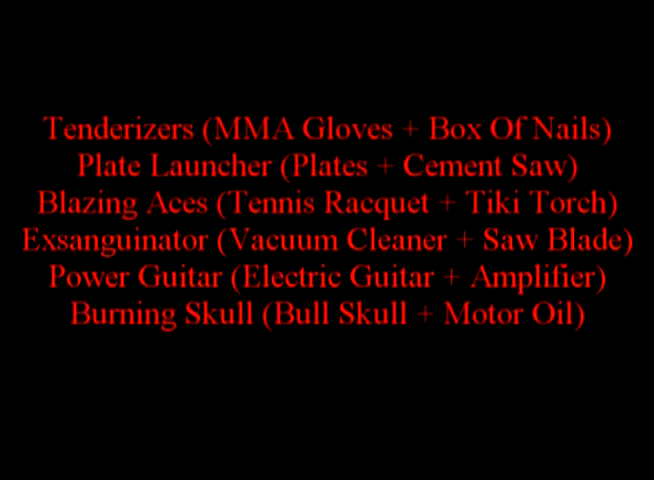 Tenderizers (MMA Gloves + Box Of Nails)
Plate Launcher (Plates + Cement Saw)
Blazing Aces (Tennis Racquet + Tiki Torch)
Exsanguinator (Vacuum Cleaner + Saw Blade)
Power Guitar (Electric Guitar + Amplifier)
Burning Skull (Bull Skull + Motor Oil)